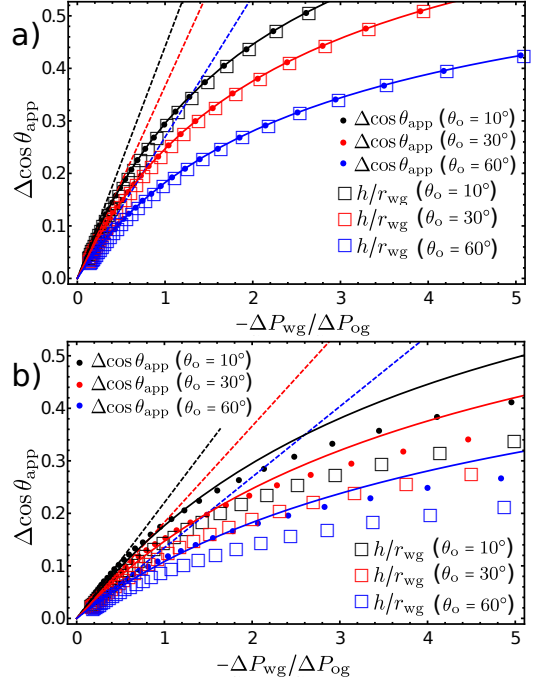 a)
Δcos θapp
0.5
0.4
0.3
0.2
0.1
0.0
Δcos θapp (θo = 10°)
Δcos θapp (θo = 30°)
Δcos θapp (θo = 60°)
h/rwg (θo = 10°)
h/rwg (θo = 30°)
h/rwg (θo = 60°)
0 1 2 3 4 5
−ΔPwg/ΔPog
b)
Δcos θapp
0.5
0.4
0.3
0.2
0.1
0.0
Δcos θapp (θo = 10°)
Δcos θapp (θo = 30°)
Δcos θapp (θo = 60°)
h/rwg (θo = 10°)
h/rwg (θo = 30°)
h/rwg (θo = 60°)
0 1 2 3 4 5
−ΔPwg/ΔPog